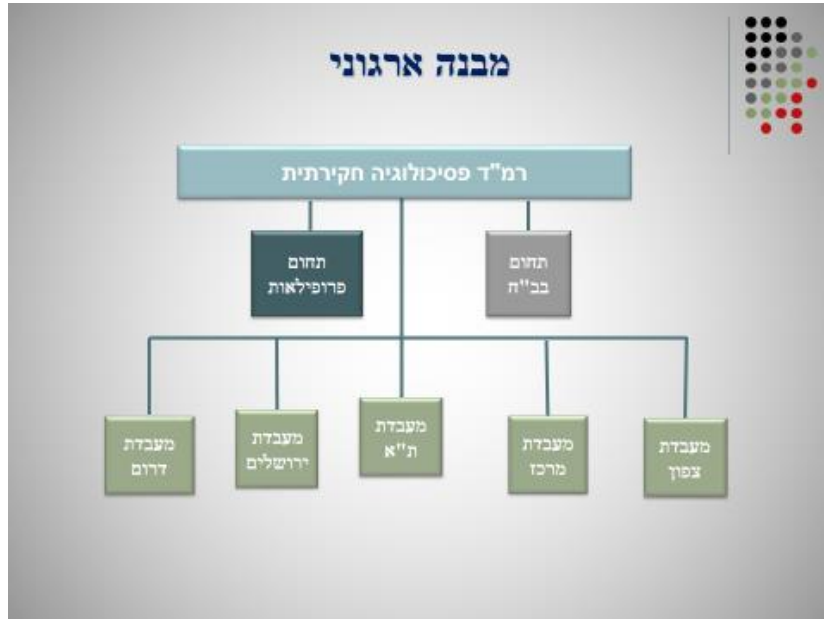 מבנה ארגוני
רמ"ד פסיכולוגיה חקירתית
תחום
בב"ח
תחום
פרופילאות
מעבדת
צפון
מעבדת
מרכז
מעבדת
ת"א
מעבדת
ירושלים
מעבדת
דרום